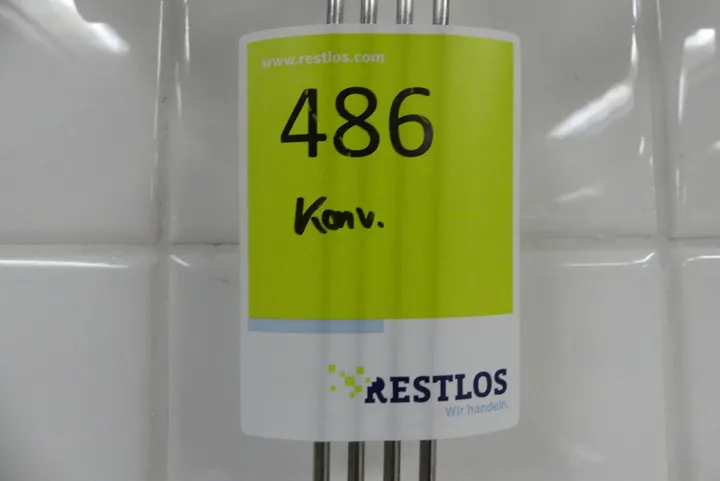 www.restlos.com
486
Konv.
RESTLOS
Wir handeln.